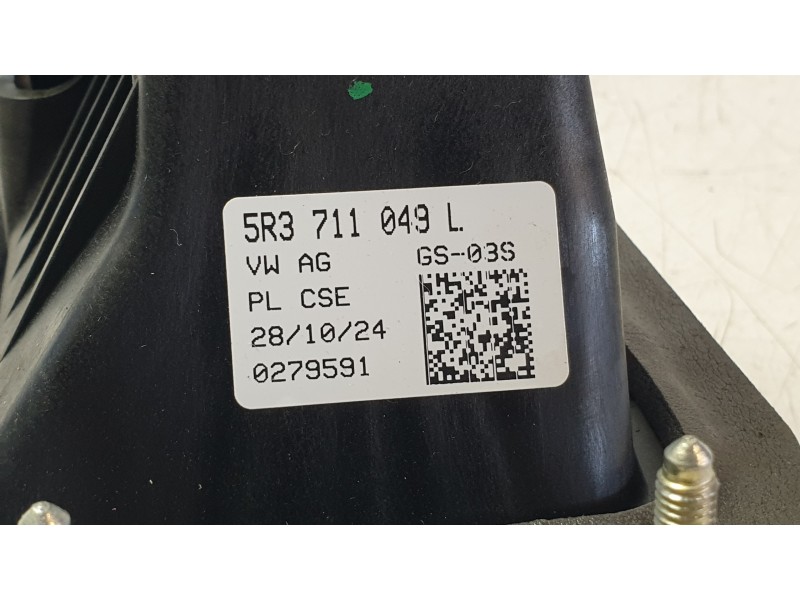 5R3 711 049 L.
VW AG GS-03S
PL CSE
28/10/24
0279591